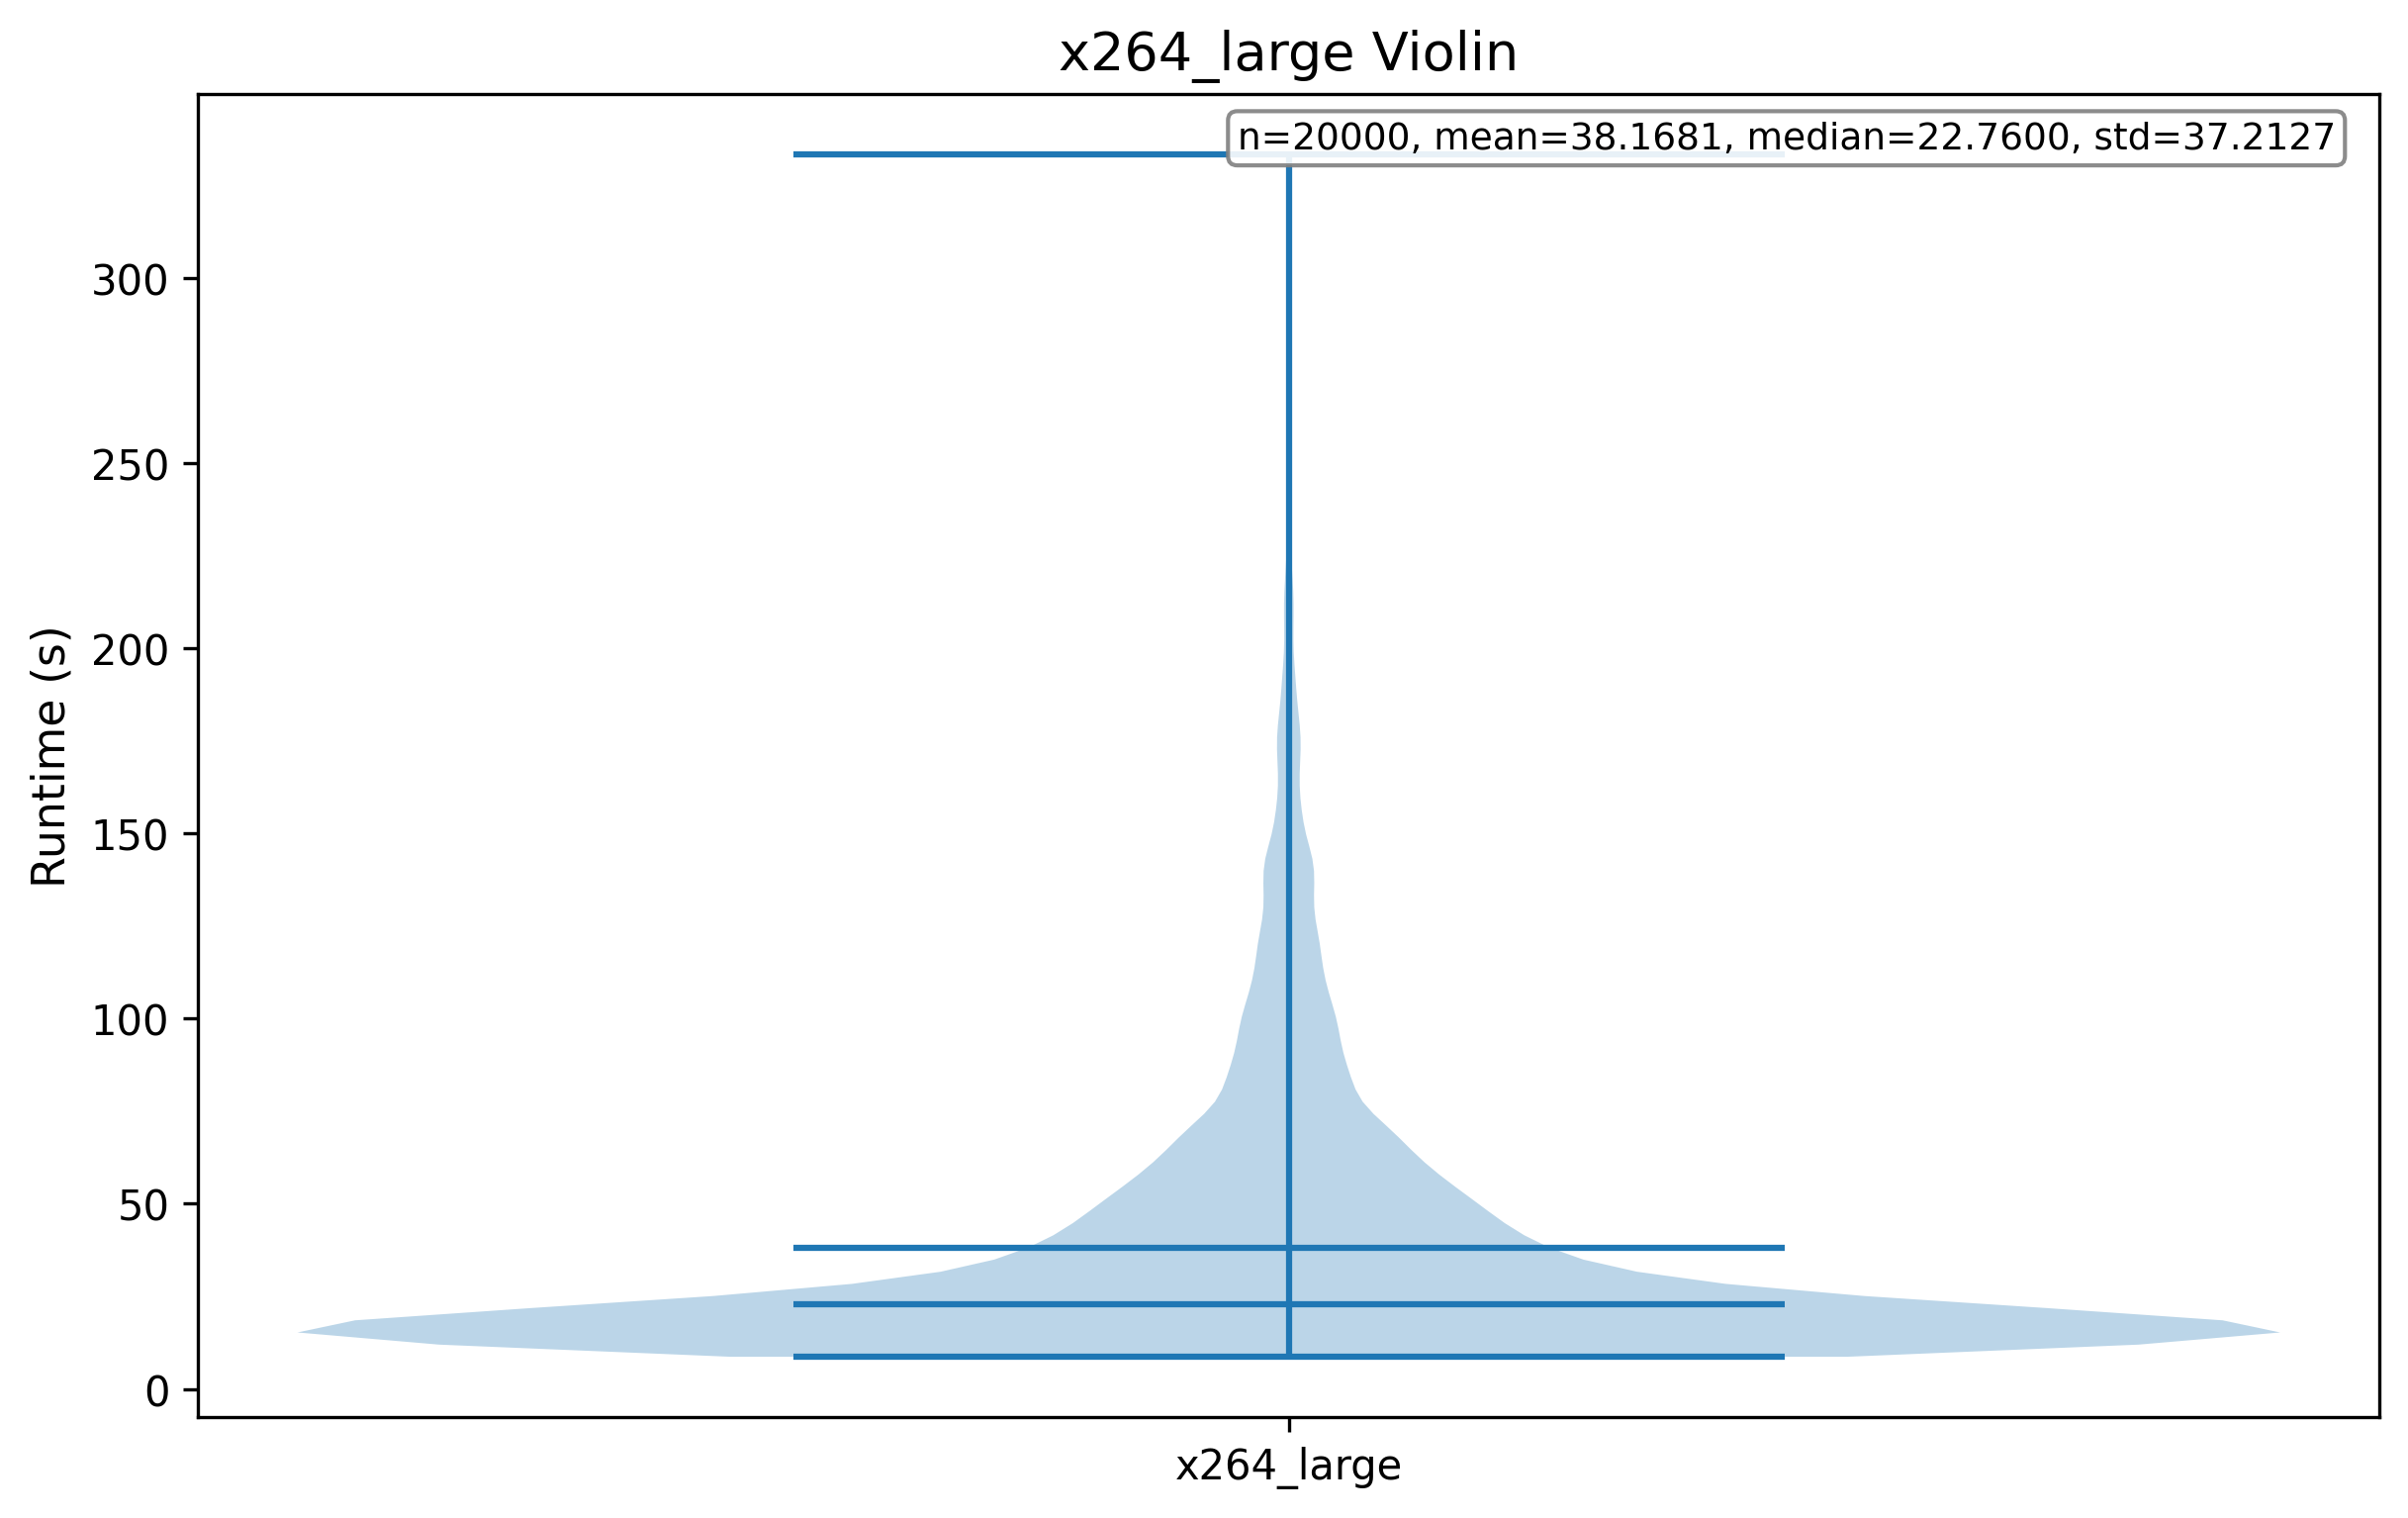 x264_large Violin
n=20000, mean=38.1681, median=22.7600, std=37.2127
300
250
200
150
100
50
0
Runtime (s)
x264_large